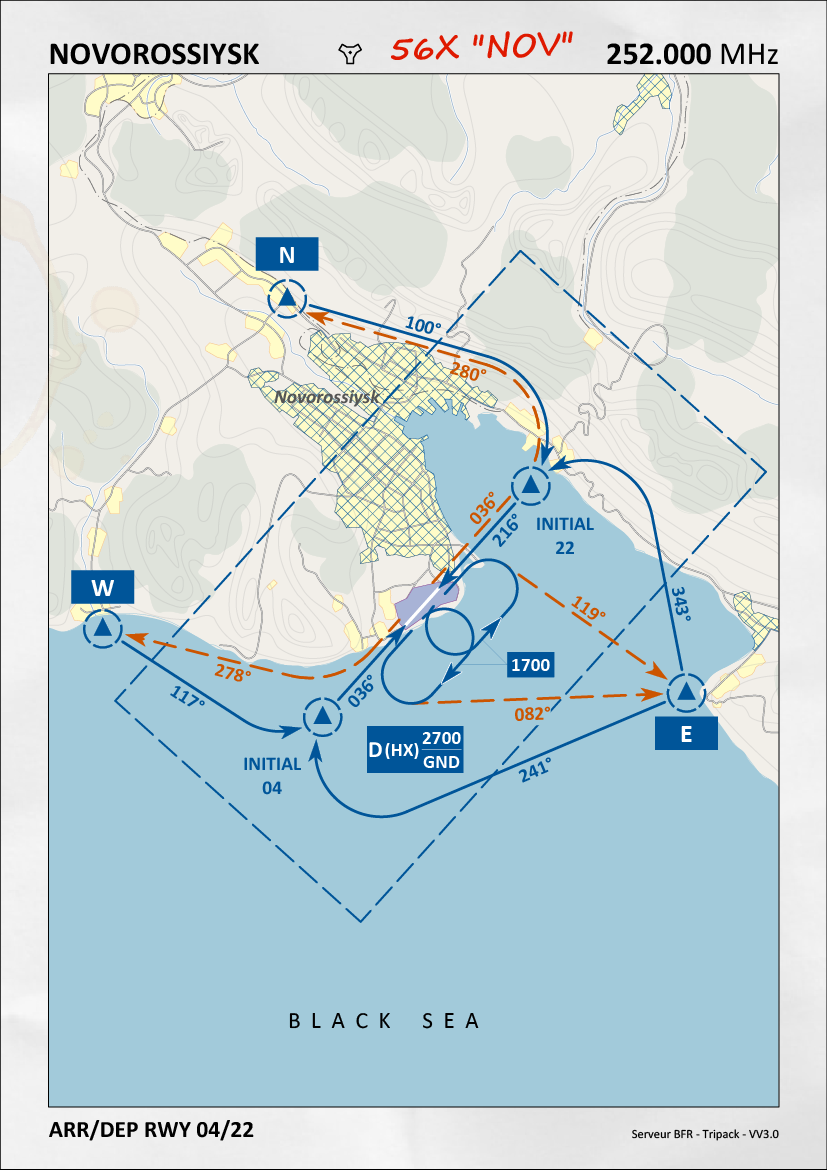 NOVOROSSIYSK 56X "NOV" 252.000 MHz
N
100°
280°
Novorossiysk
036°
216°
INITIAL
22
W
119°
343°
1700
278°
117°
036°
082°
E
D (HX) 2700
GND
INITIAL
04
241°
BLACK SEA
ARR/DEP RWY 04/22
Serveur BFR - Tripack - VV3.0